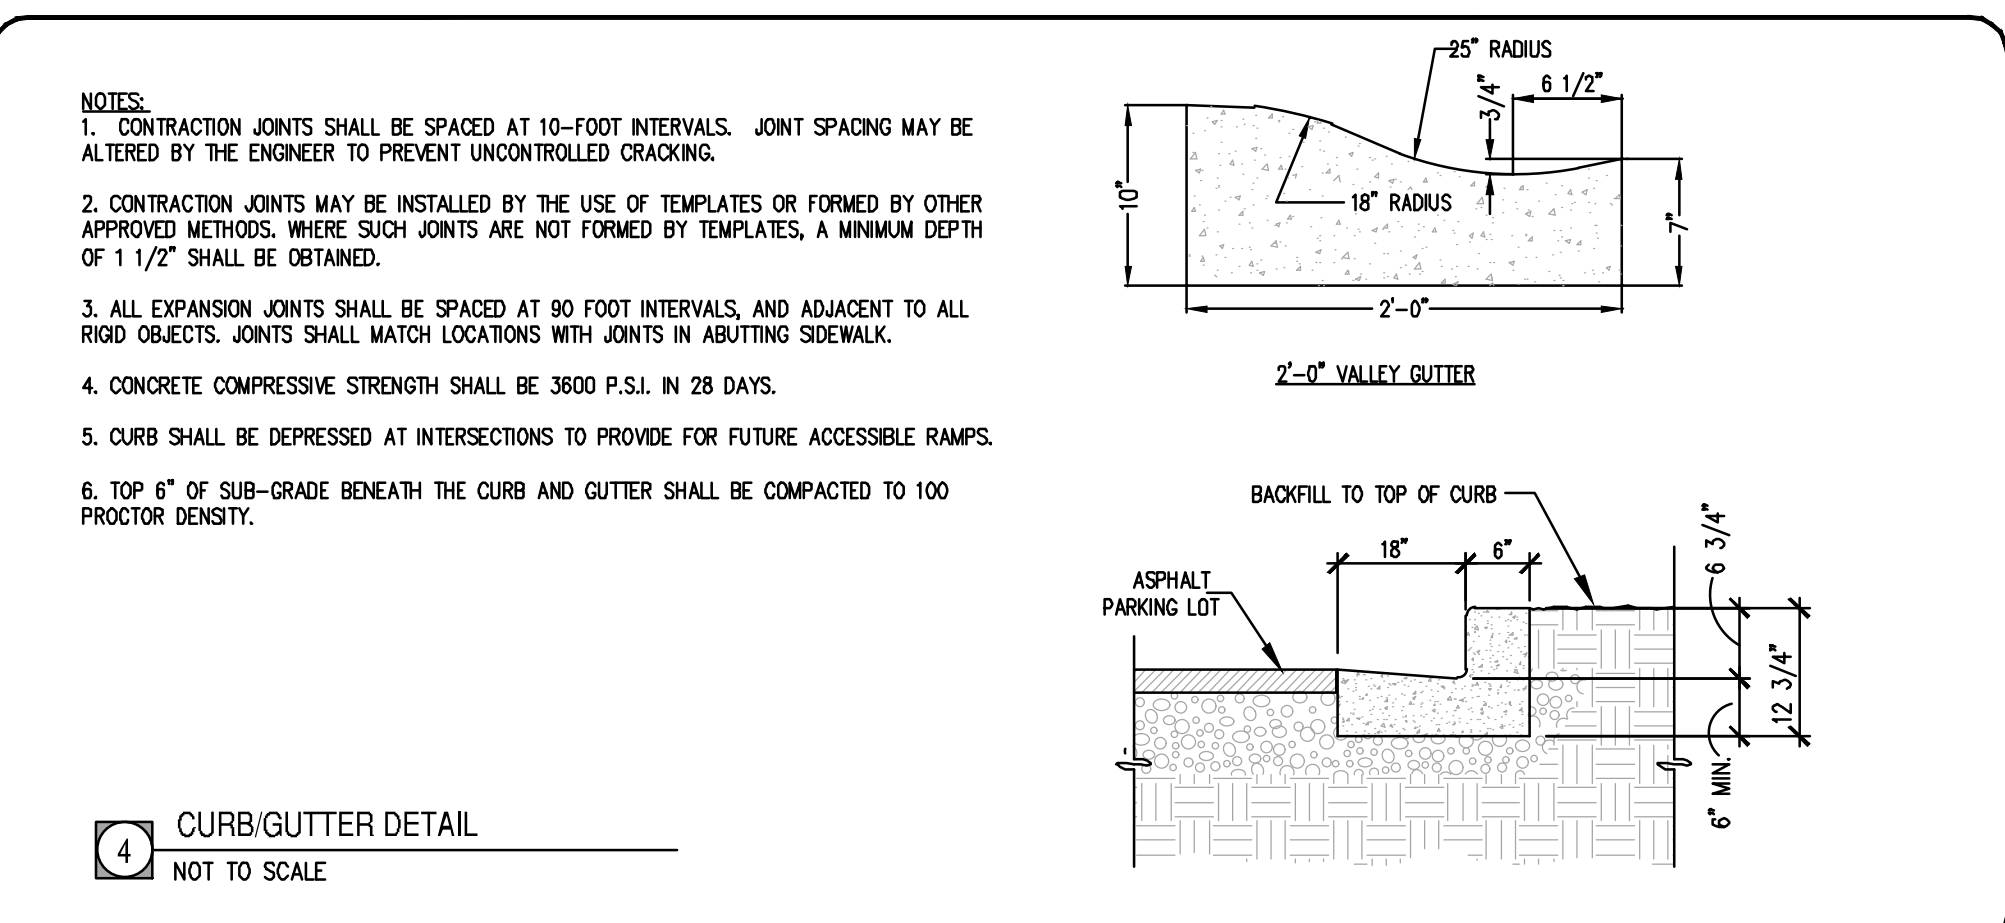 NOTES:
1. CONTRACTION JOINTS SHALL BE SPACED AT 10-FOOT INTERVALS. JOINT SPACING MAY BE
ALTERED BY THE ENGINEER TO PREVENT UNCONTROLLED CRACKING.
2. CONTRACTION JOINTS MAY BE INSTALLED BY THE USE OF TEMPLATES OR FORMED BY OTHER
APPROVED METHODS. WHERE SUCH JOINTS ARE NOT FORMED BY TEMPLATES, A MINIMUM DEPTH
OF 1 1/2" SHALL BE OBTAINED.
3. ALL EXPANSION JOINTS SHALL BE SPACED AT 90 FOOT INTERVALS, AND ADJACENT TO ALL
RIGID OBJECTS. JOINTS SHALL MATCH LOCATIONS WITH JOINTS IN ABUTTING SIDEWALK.
4. CONCRETE COMPRESSIVE STRENGTH SHALL BE 3600 P.S.I. IN 28 DAYS.
5. CURB SHALL BE DEPRESSED AT INTERSECTIONS TO PROVIDE FOR FUTURE ACCESSIBLE RAMPS.
6. TOP 6" OF SUB-GRADE BENEATH THE CURB AND GUTTER SHALL BE COMPACTED TO 100
PROCTOR DENSITY.
25" RADIUS
3/4"
6 1/2"
10"
18" RADIUS
7"
2'-0"
2'-0" VALLEY GUTTER
BACKFILL TO TOP OF CURB
18"
6"
6 3/4"
ASPHALT
PARKING LOT
12 3/4"
6" MIN.
4
CURB/GUTTER DETAIL
NOT TO SCALE